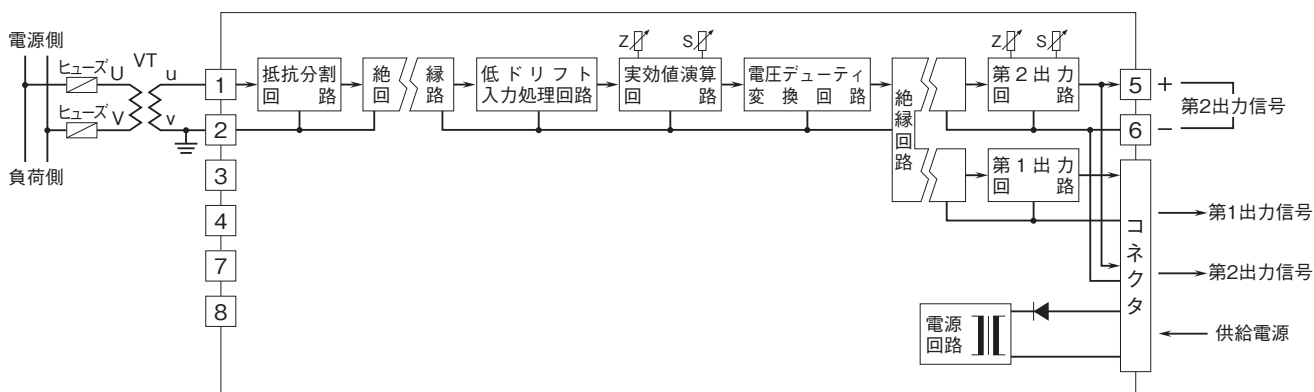 電源側
ヒューズ U
VT
u
ヒューズ V
v
負荷側
1
2
3
4
7
8
抵抗分割
回路
絶縁
回路
低ドリフト
入力処理回路
Z
S
実効値演算
回路
電圧デューティ
変換回路
絶縁回路
Z
S
第2出力
回路
第1出力
回路
電源
回路
5
+
6
−
第2出力信号
コネクタ
第1出力信号
第2出力信号
供給電源